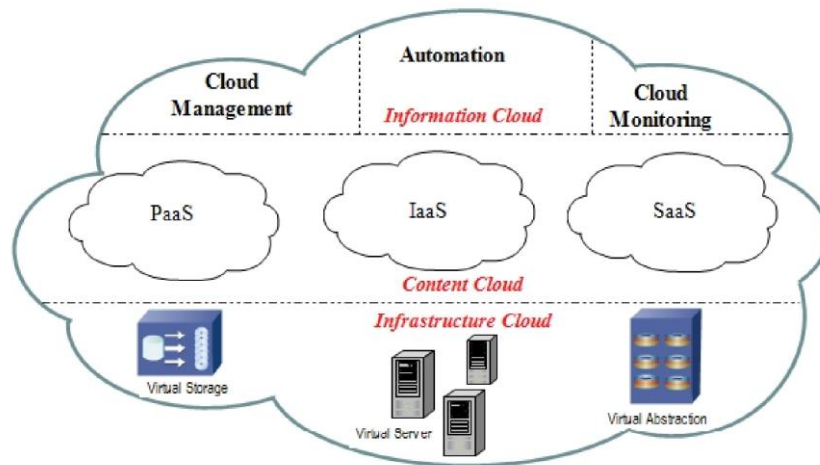 Automation
Cloud
Management
Cloud
Monitoring
Information Cloud
PaaS
IaaS
SaaS
Content Cloud
Infrastructure Cloud
Virtual Storage
Virtual Server
Virtual Abstraction